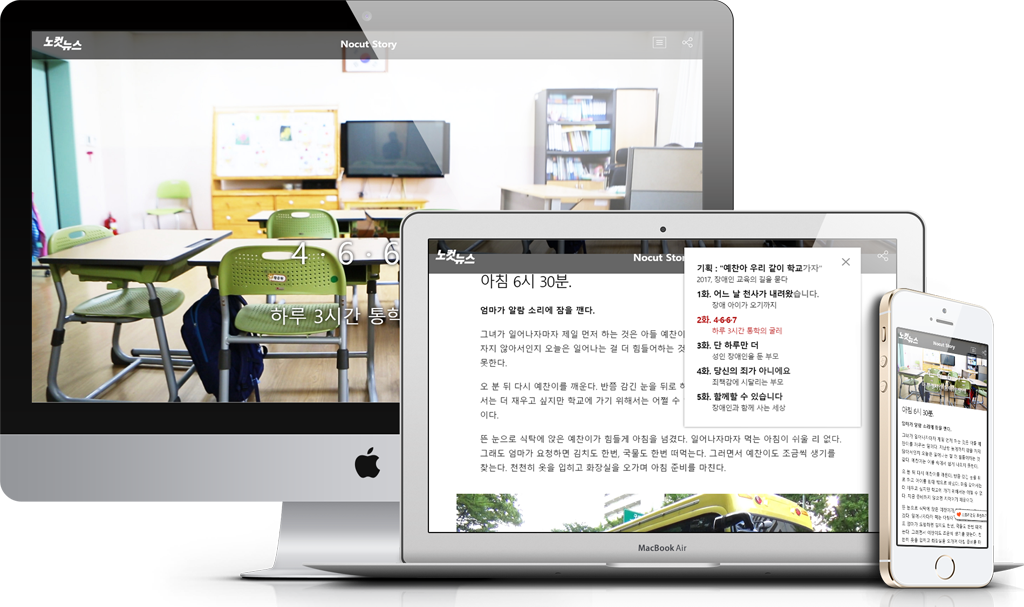 노컷뉴스
Nocut Story
4 · 6 · 6
하루 3시간 통학
노컷뉴스
Nocut Stor
아침 6시 30분.
엄마가 알람 소리에 잠을 깬다.
그녀가 일어나자마자 제일 먼저 하는 것은 아들 예찬이
자지 않아서인지 오늘은 일어나는 걸 더 힘들어하는 것
못한다.
오 분 뒤 다시 예찬이를 깨운다. 반쯤 감긴 눈을 뒤로 하
서는 더 재우고 싶지만 학교에 가기 위해서는 어쩔 수
이다.
뜬 눈으로 식탁에 앉은 예찬이가 힘들게 아침을 넘겼다. 일어나자마자 먹는 아침이 쉬울 리 없다.
그래도 엄마가 요청하면 김치도 한번, 국물도 한번 떠먹는다. 그러면서 예찬이도 조금씩 생기를
찾는다. 천천히 옷을 입히고 화장실을 오가며 아침 준비를 마친다.
기획 : "예찬아 우리 같이 학교가자"
2017, 장애인 교육의 길을 묻다
1화. 어느 날 천사가 내려왔습니다.
장애 아이가 오기까지
2화. 4·6·6·7
하루 3시간 통학의 굴러
3화. 단 하루만 더
성인 장애인을 둔 부모
4화. 당신의 죄가 아니에요
죄책감에 시달리는 부모
5화. 함께할 수 있습니다
장애인과 함께 사는 세상
MacBook Air
노컷뉴스
Nocut Story
아침 6시 30분
엄마가 알람 소리에 잠을 깬다.